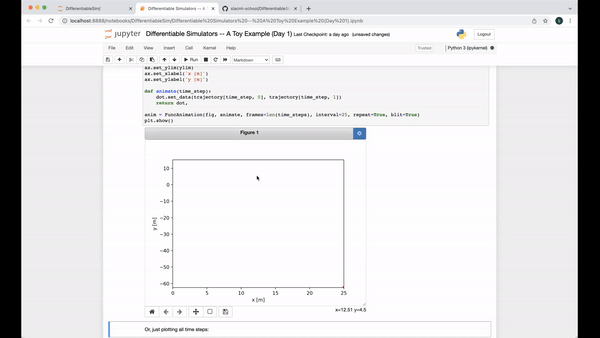 DifferentiableSim/
Differentiable Simulators -- A
slacml-school/Differentiable
localhost:8888/notebooks/DifferentiableSim/Differentiable%20Simulators%20--%20A%20Toy%20Example%20(Day%201).ipynb
jupyter Differentiable Simulators -- A Toy Example (Day 1) Last Checkpoint: a day ago (unsaved changes)
Logout
File Edit View Insert Cell Kernel Help
Trusted
Python 3 (ipykernel)
Run
Markdown
ax.set_ylim(ylim)
ax.set_xlabel('x [m]')
ax.set_ylabel('y [m]')
def animate(time_step):
dot.set_data(trajectory[time_step, 0], trajectory[time_step, 1])
return dot,
anim = FuncAnimation(fig, animate, frames=len(time_steps), interval=20, repeat=True, blit=True)
plt.show()
Figure 1
10
0
−10
−20
−30
−40
−50
−60
y [m]
0 5 10 15 20 25
x [m]
x=12.51 y=4.5
Or, just plotting all time steps: